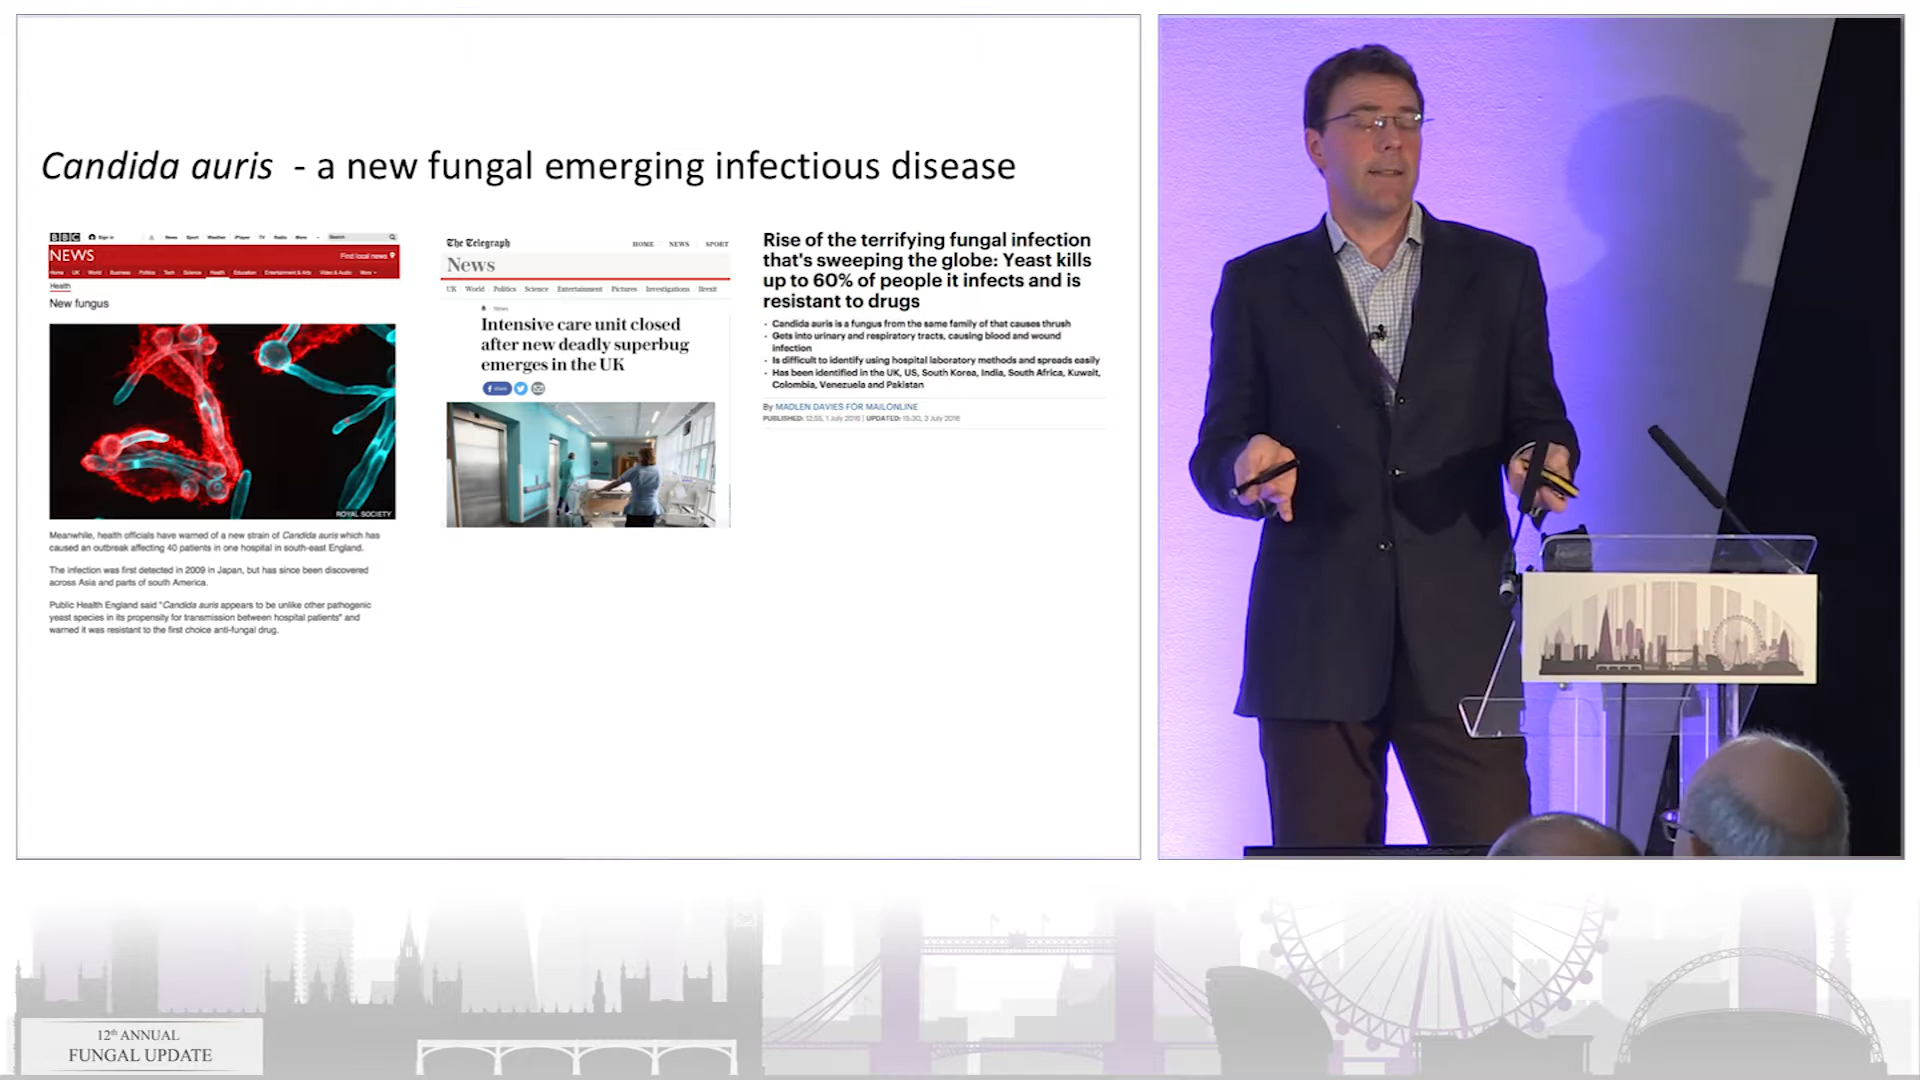 Candida auris - a new fungal emerging infectious disease
BBC Sign in News Sport Weather iPlayer TV Radio More Search
NEWS
Find local news
Home UK World Business Politics Tech Science Health Education Entertainment & Arts Video & Audio More
Health
New fungus
ROYAL SOCIETY
Meanwhile, health officials have warned of a new strain of Candida auris which has
caused an outbreak affecting 40 patients in one hospital in south-east England.
The infection was first detected in 2009 in Japan, but has since been discovered
across Asia and parts of south America.
Public Health England said "Candida auris appears to be unlike other pathogenic
yeast species in its propensity for transmission between hospital patients" and
warned it was resistant to the first choice anti-fungal drug.
The Telegraph
HOME NEWS SPORT
News
UK World Politics Science Entertainment Pictures Investigations Brexit
News
Intensive care unit closed
after new deadly superbug
emerges in the UK
Rise of the terrifying fungal infection
that's sweeping the globe: Yeast kills
up to 60% of people it infects and is
resistant to drugs
· Candida auris is a fungus from the same family of that causes thrush
· Gets into urinary and respiratory tracts, causing blood and wound
infection
· Is difficult to identify using hospital laboratory methods and spreads easily
· Has been identified in the UK, US, South Korea, India, South Africa, Kuwait,
Colombia, Venezuela and Pakistan
By MADLEN DAVIES FOR MAILONLINE
PUBLISHED: 12:55, 1 July 2016 | UPDATED: 15:30, 3 July 2016
12th ANNUAL
FUNGAL UPDATE